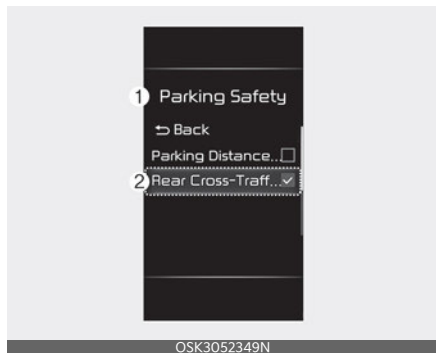 1 Parking Safety
Back
Parking Distance...
2 Rear Cross-Traff...
OSK3052349N